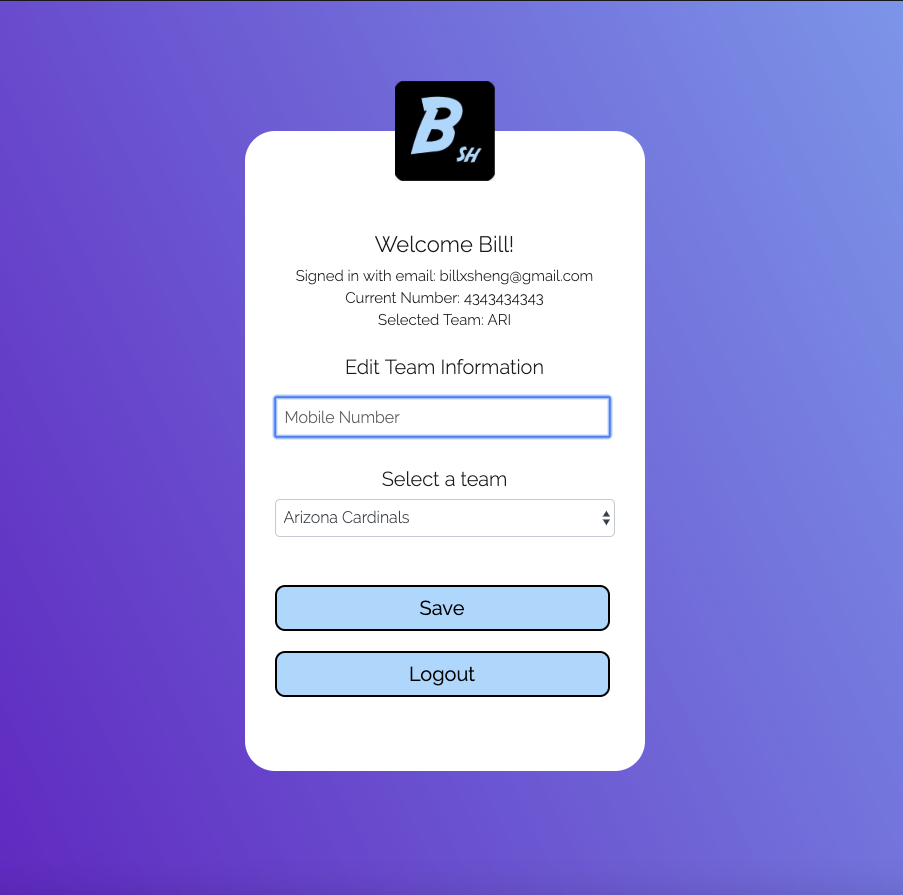 B
SH
Welcome Bill!
Signed in with email: billxsheng@gmail.com
Current Number: 4343434343
Selected Team: ARI
Edit Team Information
Mobile Number
Select a team
Arizona Cardinals
Save
Logout